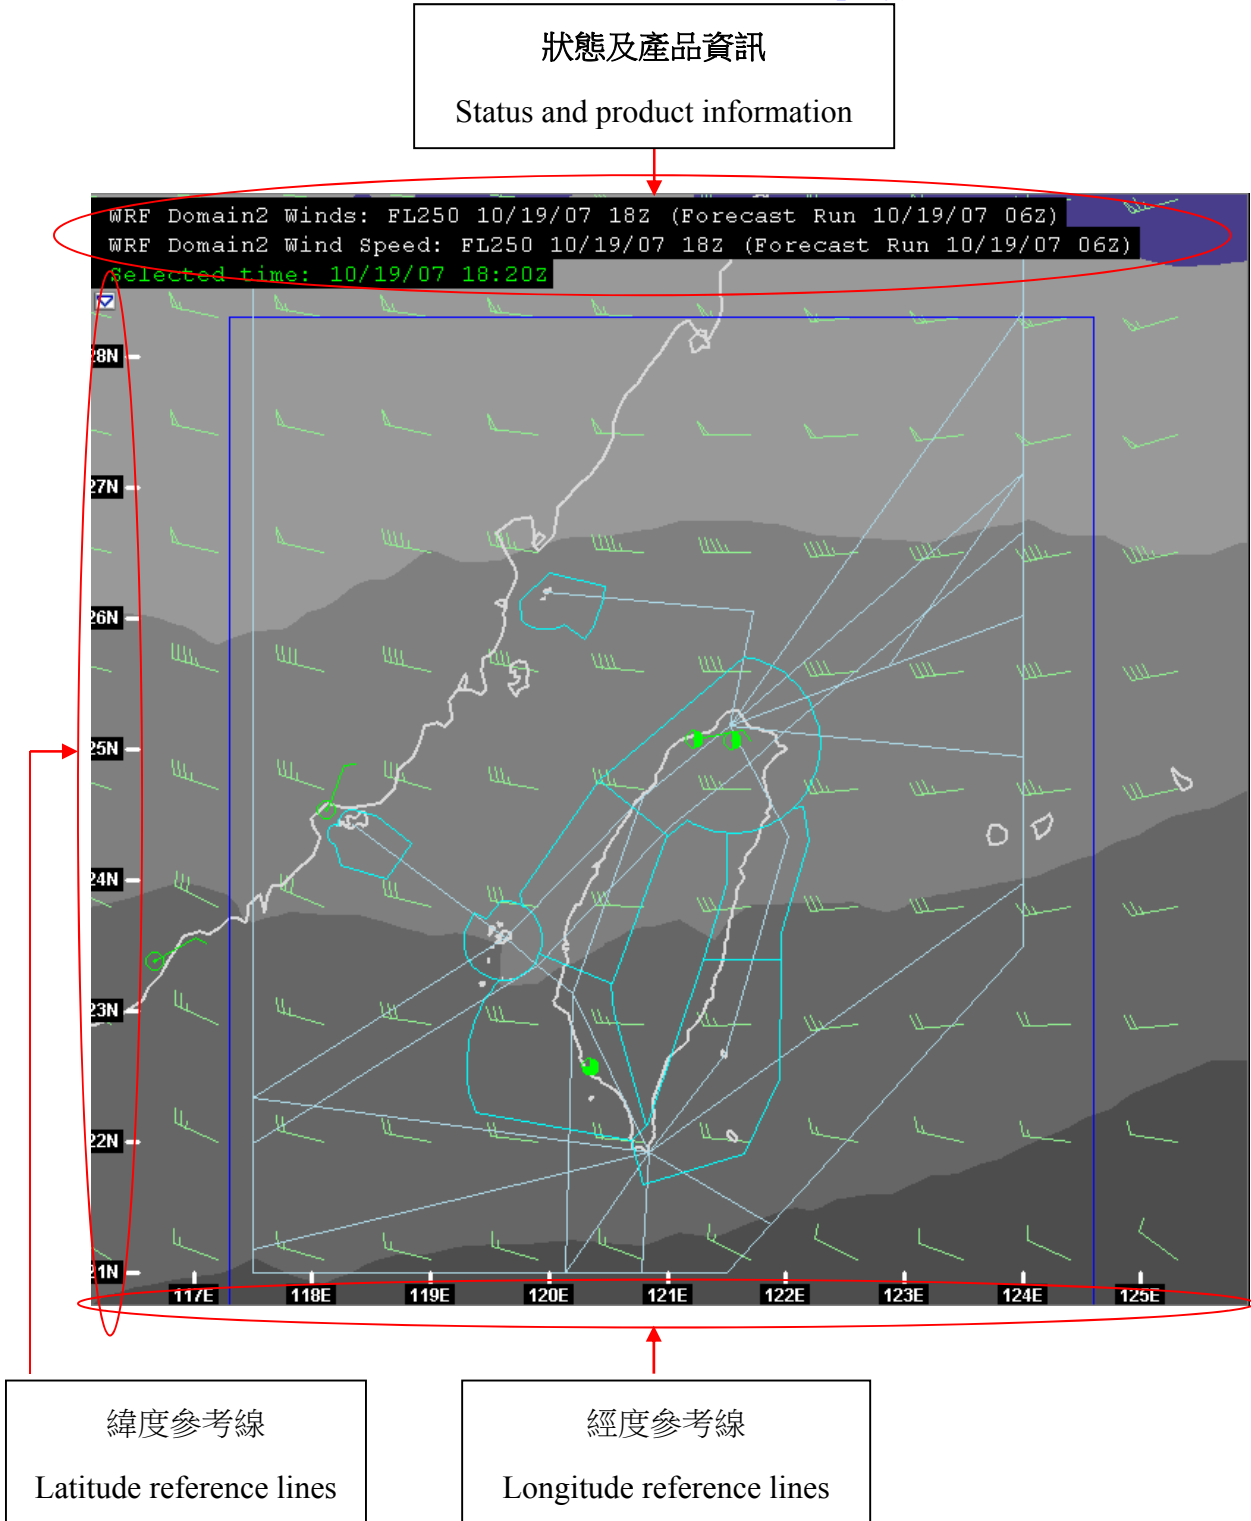 狀態及產品資訊
Status and product information
WRF Domain2 Winds: FL250 10/19/07 18Z (Forecast Run 10/19/07 06Z)
WRF Domain2 Wind Speed: FL250 10/19/07 18Z (Forecast Run 10/19/07 06Z)
Selected time: 10/19/07 18:20Z
28N
27N
26N
25N
24N
23N
22N
21N
117E 118E 119E 120E 121E 122E 123E 124E 125E
緯度參考線
Latitude reference lines
經度參考線
Longitude reference lines